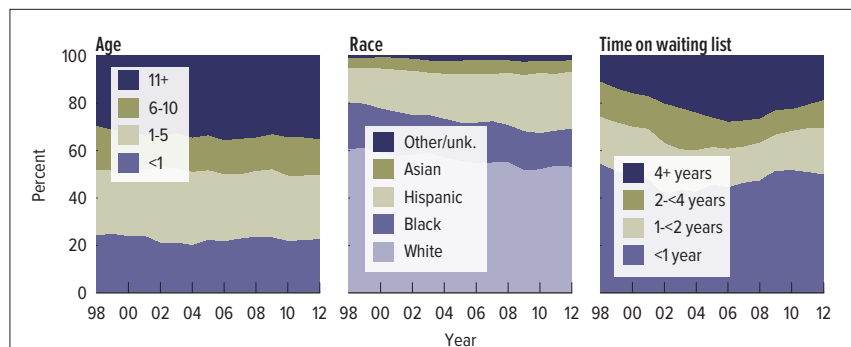 Age
Race
Time on waiting list
Percent
100
80
60
40
20
0
11+
6-10
1-5
<1
Other/unk.
Asian
Hispanic
Black
White
4+ years
2-<4 years
1-<2 years
<1 year
98 00 02 04 06 08 10 12
98 00 02 04 06 08 10 12
98 00 02 04 06 08 10 12
Year